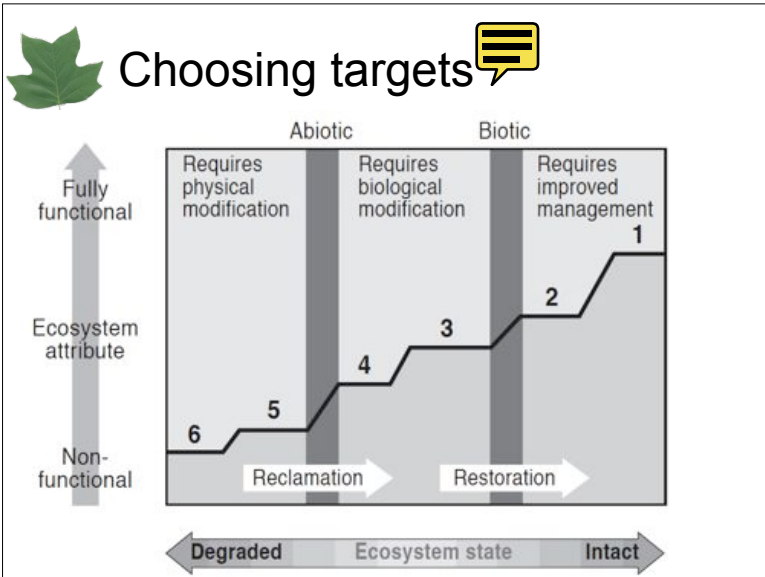 Choosing targets
Abiotic
Biotic
Requires
physical
modification
Requires
biological
modification
Requires
improved
management
Fully
functional
Ecosystem
attribute
Non-
functional
1
2
3
4
5
6
Reclamation
Restoration
Degraded
Ecosystem state
Intact